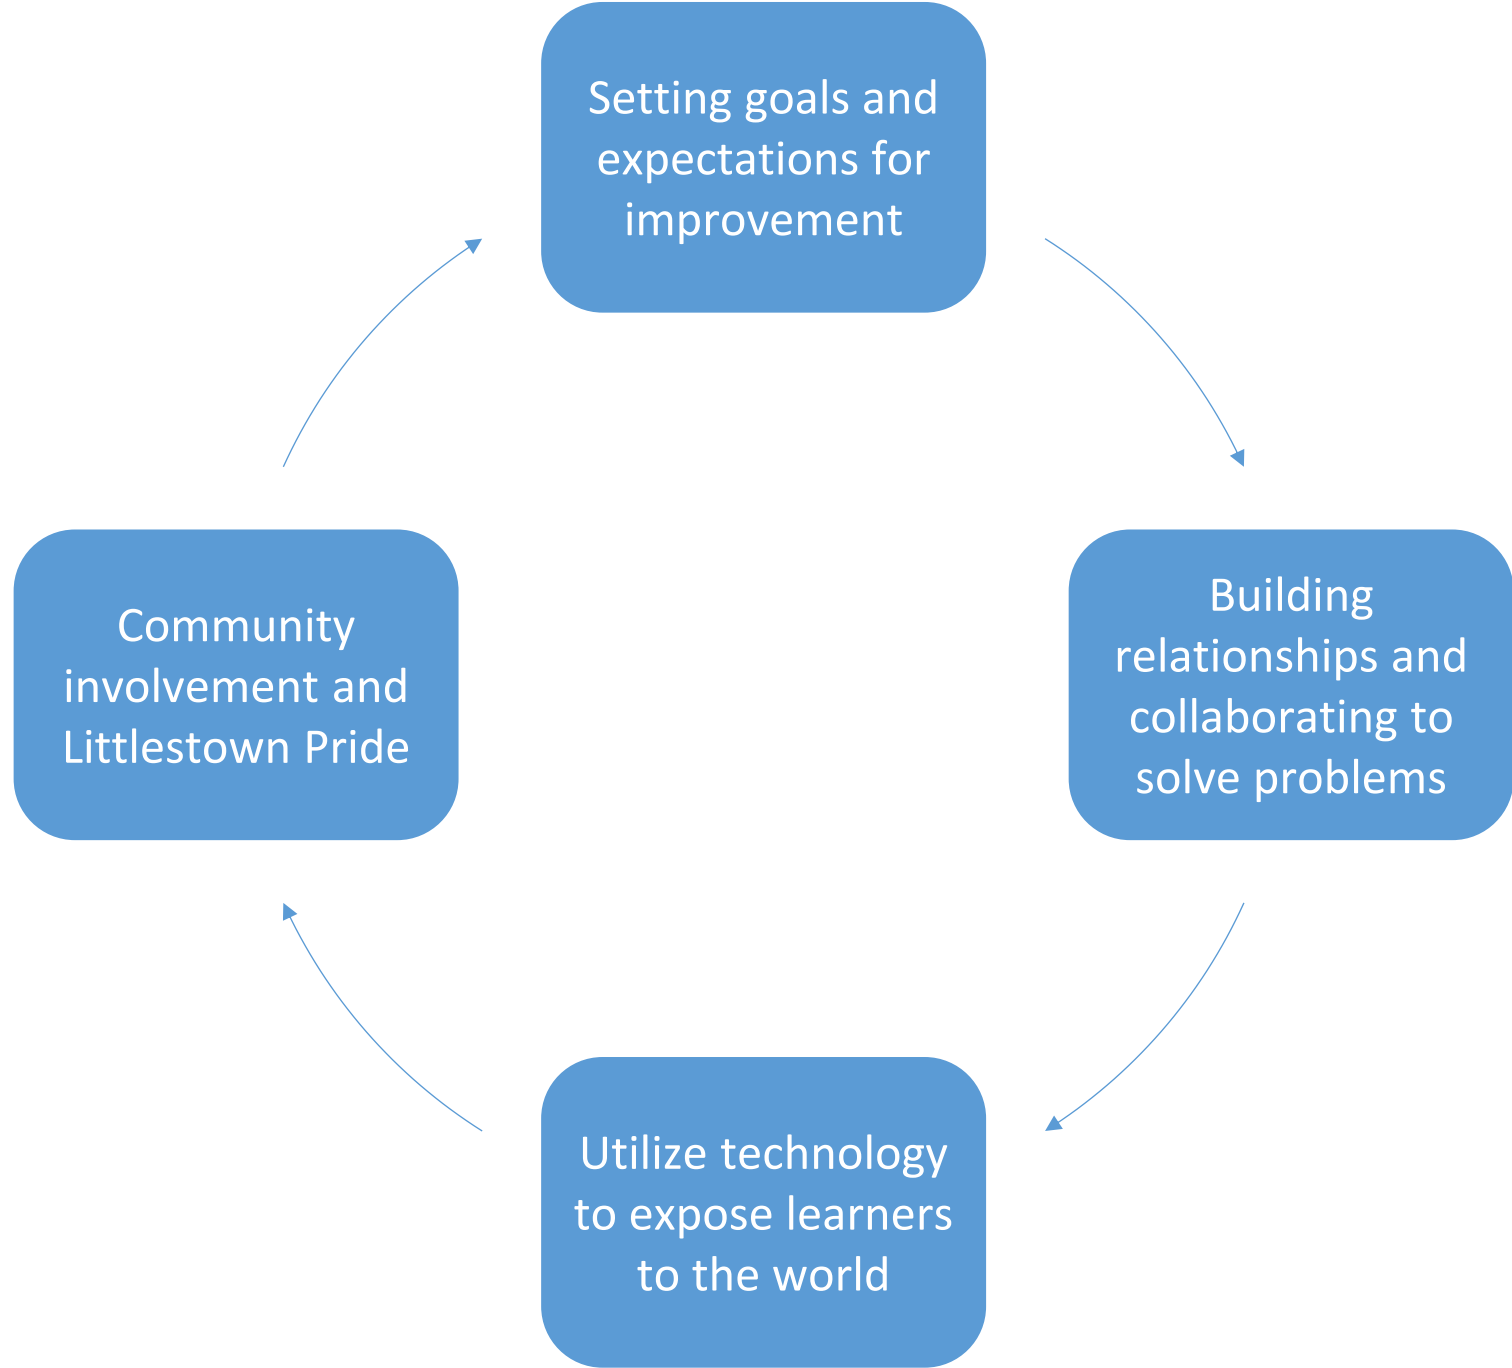 Setting goals and
expectations for
improvement
Building
relationships and
collaborating to
solve problems
Utilize technology
to expose learners
to the world
Community
involvement and
Littlestown Pride